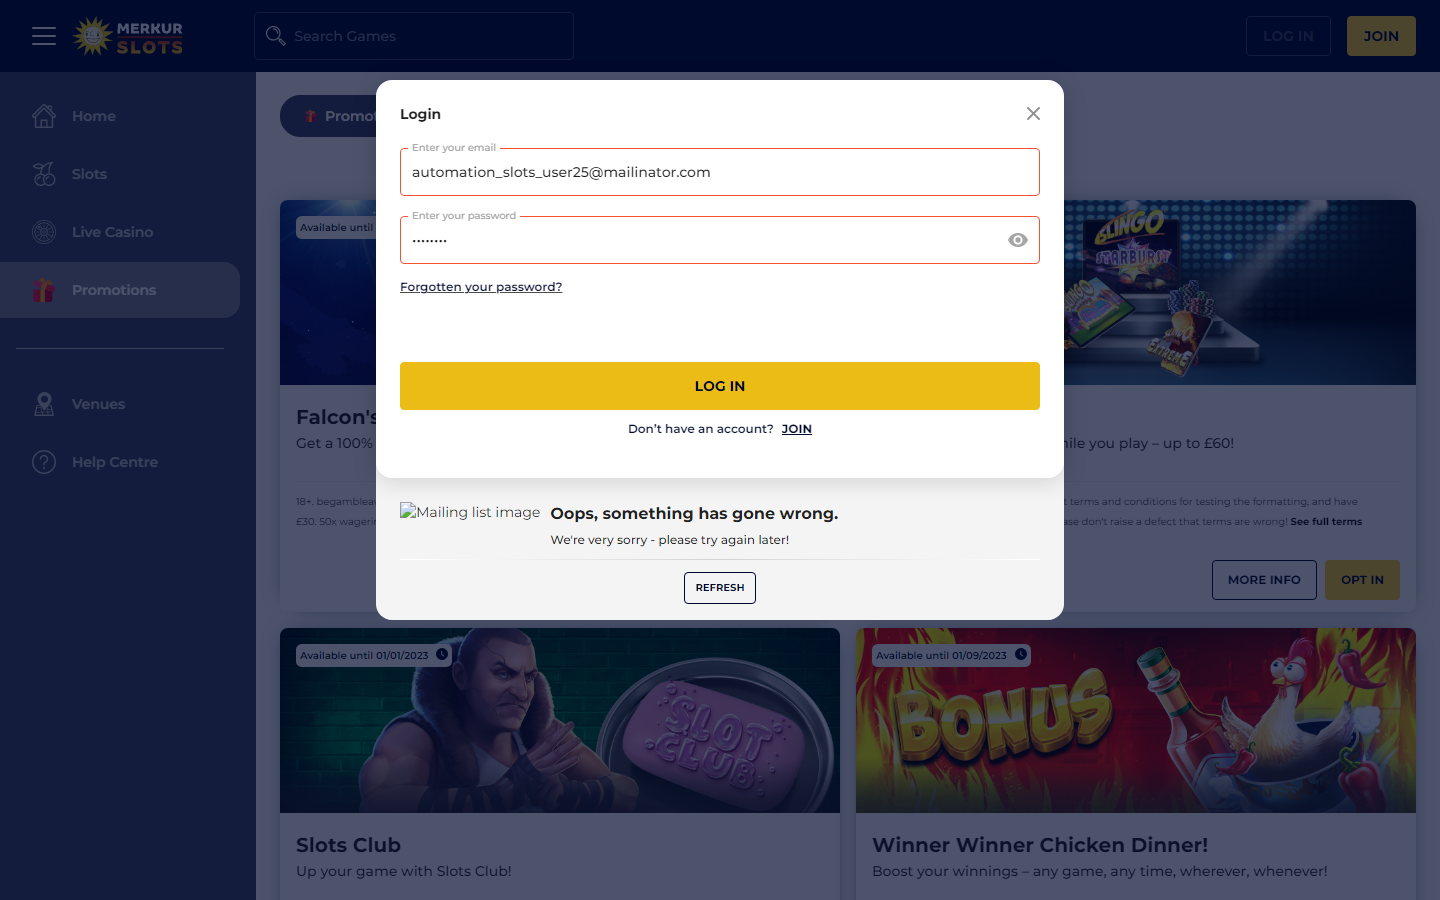 MERKUR
SLOTS
Search Games
LOG IN
JOIN
Home
Slots
Live Casino
Promotions
Venues
Help Centre
Promot
Login
Enter your email
automation_slots_user25@mailinator.com
Enter your password
••••••••
Forgotten your password?
LOG IN
Don't have an account? JOIN
Mailing list image
Oops, something has gone wrong.
We're very sorry - please try again later!
REFRESH
Available until
Falcon's
Get a 100%
18+. begamblea
£30. 50x wagerin
SLINGO
STARBURST
EXTREME
ile you play – up to £60!
t terms and conditions for testing the formatting, and have
ase don't raise a defect that terms are wrong! See full terms
MORE INFO
OPT IN
Available until 01/01/2023
SLOT
CLUB
Slots Club
Up your game with Slots Club!
Available until 01/09/2023
BONUS
Winner Winner Chicken Dinner!
Boost your winnings – any game, any time, wherever, whenever!